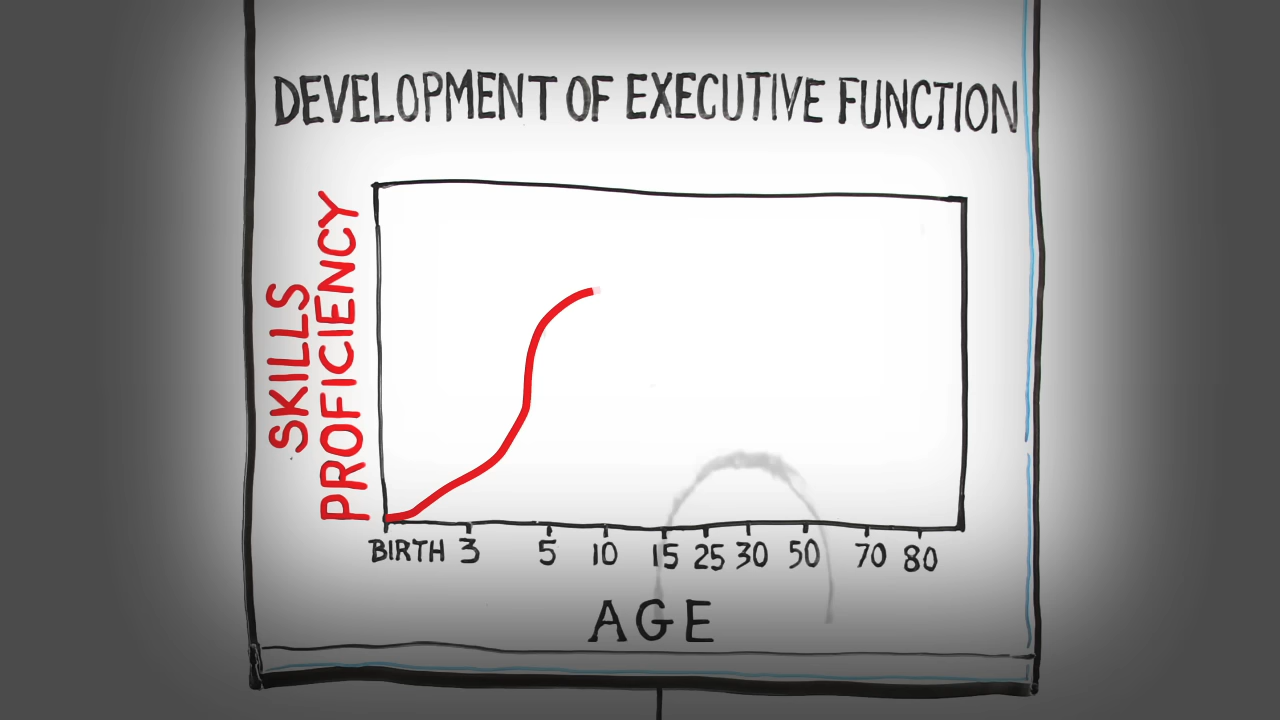 DEVELOPMENT OF EXECUTIVE FUNCTION
SKILLS
PROFICIENCY
BIRTH 3 5 10 15 25 30 50 70 80
AGE